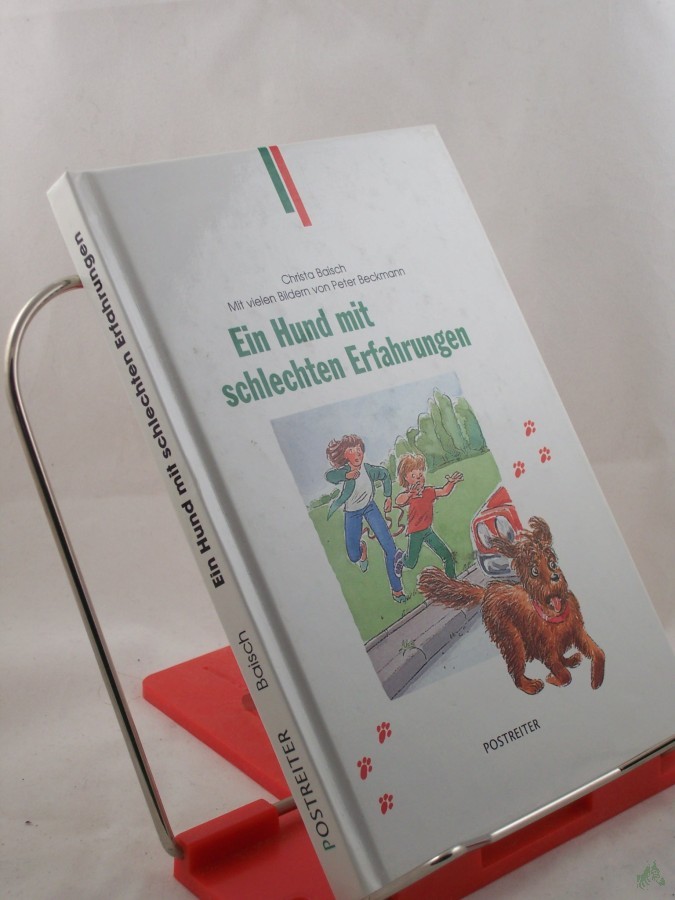 Christa Baisch
Mit vielen Bildern von Peter Beckmann
Ein Hund mit
schlechten Erfahrungen
POSTREITER
Ein Hund mit schlechten Erfahrungen
Baisch
POSTREITER